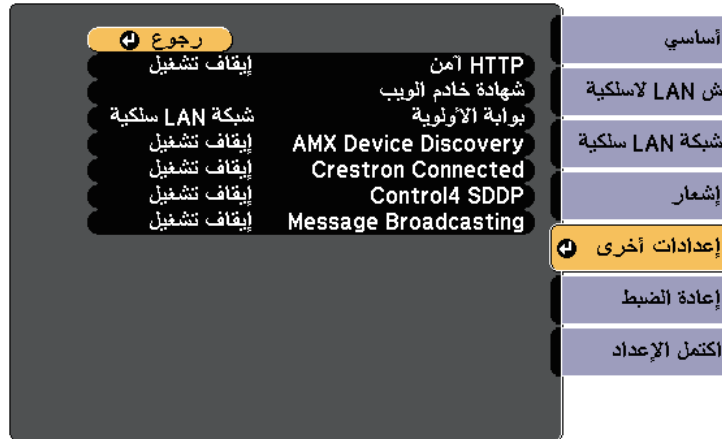 أساسي
ش LAN لاسلكية
شبكة LAN سلكية
إشعار
إعدادات أخرى
إعادة الضبط
اكتمل الإعداد
رجوع
HTTP آمن إيقاف تشغيل
شهادة خادم الويب
بوابة الأولوية شبكة LAN سلكية
AMX Device Discovery إيقاف تشغيل
Crestron Connected إيقاف تشغيل
Control4 SDDP إيقاف تشغيل
Message Broadcasting إيقاف تشغيل